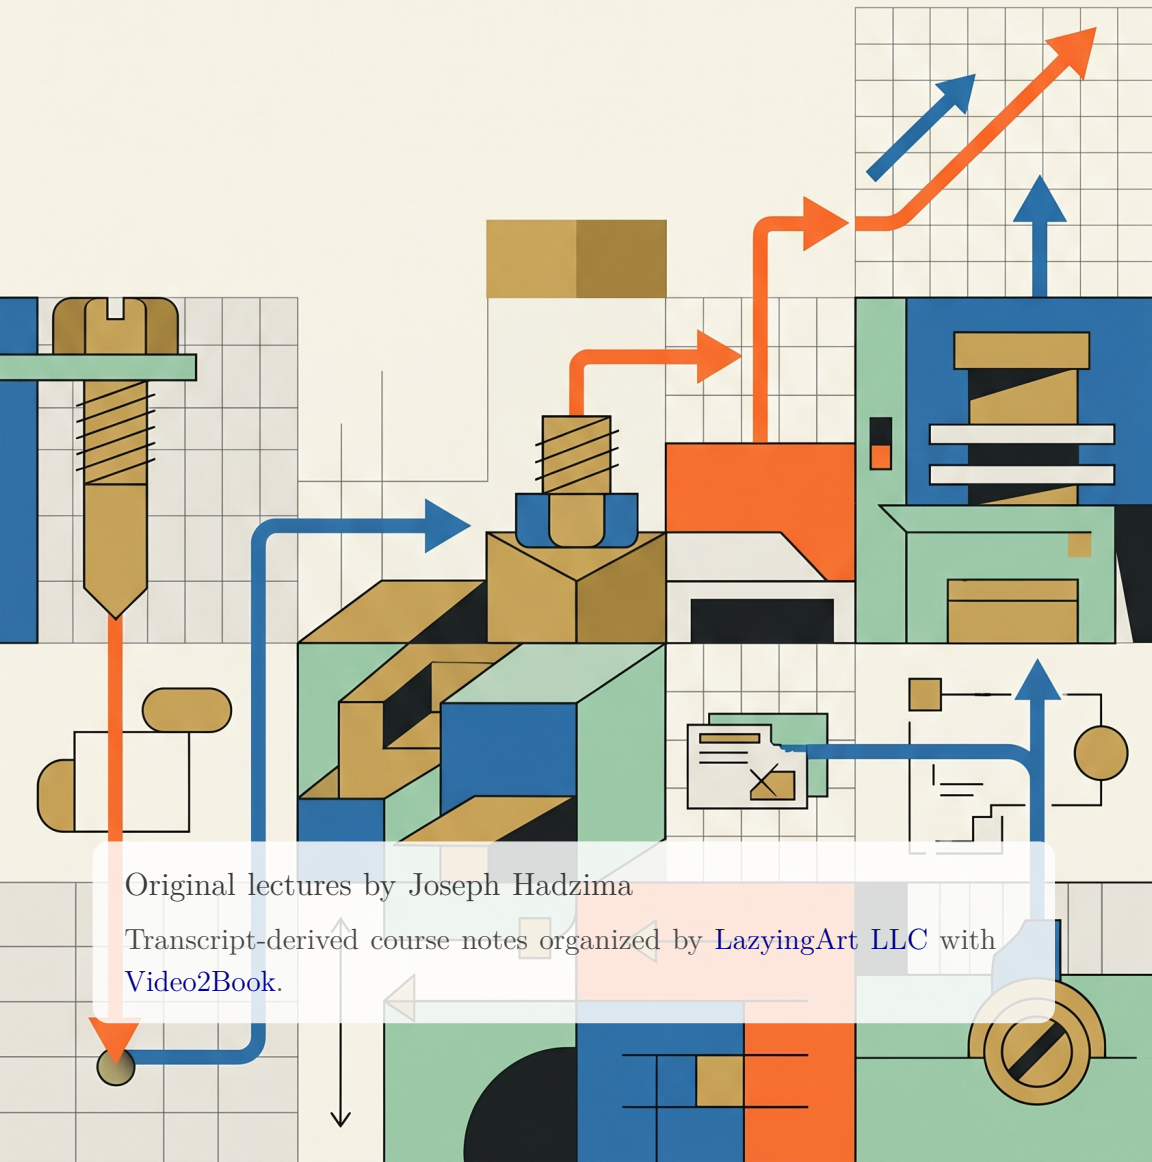 Original lectures by Joseph Hadzima
Transcript-derived course notes organized by LazyingArt LLC with
Video2Book.